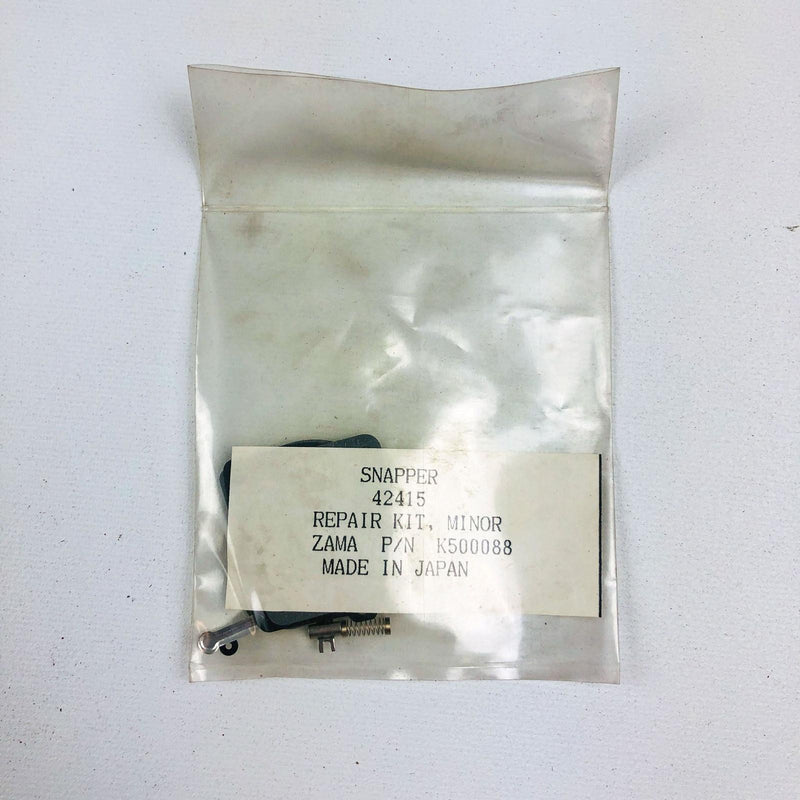 SNAPPER
42415
REPAIR KIT, MINOR
ZAMA P/N K500088
MADE IN JAPAN